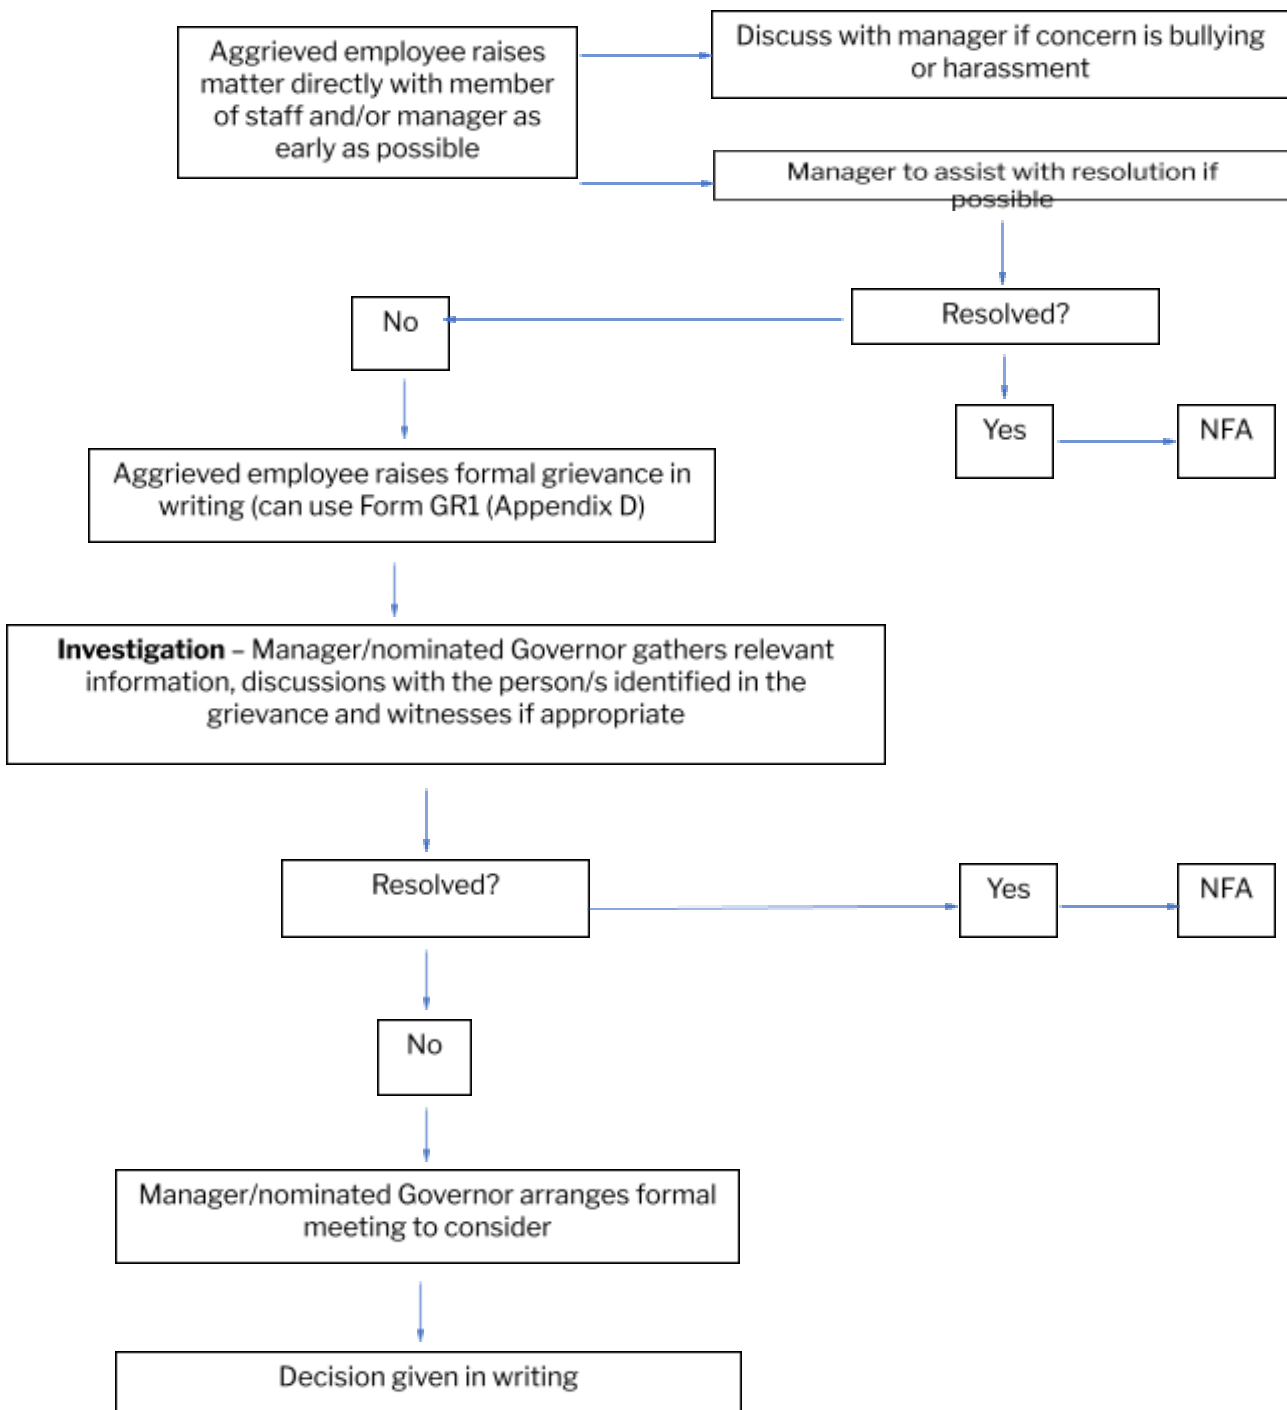 Aggrieved employee raises
matter directly with member
of staff and/or manager as
early as possible
Discuss with manager if concern is bullying
or harassment
Manager to assist with resolution if
possible
Resolved?
No
Yes
NFA
Aggrieved employee raises formal grievance in
writing (can use Form GR1 (Appendix D)
Investigation – Manager/nominated Governor gathers relevant
information, discussions with the person/s identified in the
grievance and witnesses if appropriate
Resolved?
Yes
NFA
No
Manager/nominated Governor arranges formal
meeting to consider
Decision given in writing